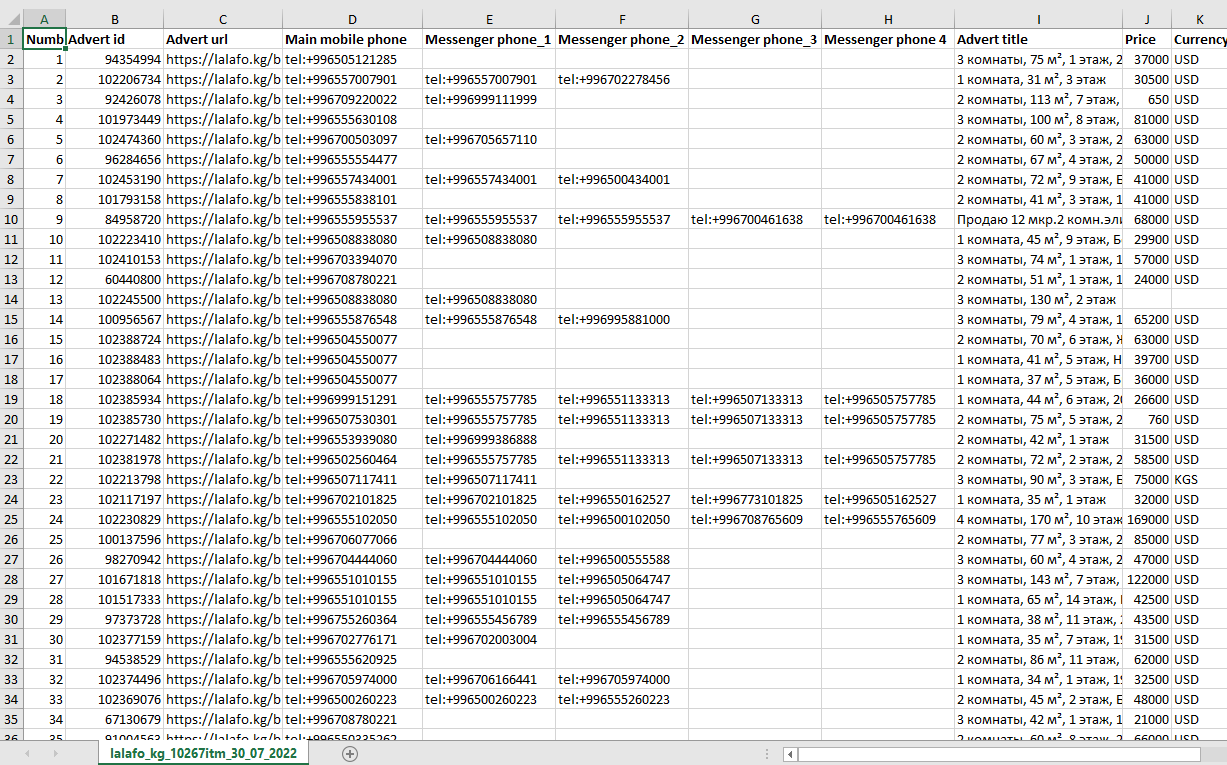 A B C D E F G H I J K
1 Numb Advert id Advert url Main mobile phone Messenger phone_1 Messenger phone_2 Messenger phone_3 Messenger phone 4 Advert title Price Currency
2 1 94354994 https://lalafo.kg/b tel:+996505121285 3 комнаты, 75 м², 1 этаж, 2 37000 USD
3 2 102206734 https://lalafo.kg/b tel:+996557007901 tel:+996557007901 tel:+996702278456 1 комната, 31 м², 3 этаж 30500 USD
4 3 92426078 https://lalafo.kg/b tel:+996709220022 tel:+996999111999 2 комнаты, 113 м², 7 этаж, 650 USD
5 4 101973449 https://lalafo.kg/b tel:+996555630108 3 комнаты, 100 м², 8 этаж, 81000 USD
6 5 102474360 https://lalafo.kg/b tel:+996700503097 tel:+996705657110 2 комнаты, 60 м², 3 этаж, 2 63000 USD
7 6 96284656 https://lalafo.kg/b tel:+996555554477 2 комнаты, 67 м², 4 этаж, 2 50000 USD
8 7 102453190 https://lalafo.kg/b tel:+996557434001 tel:+996557434001 tel:+996500434001 2 комнаты, 72 м², 9 этаж, 41000 USD
9 8 101793158 https://lalafo.kg/b tel:+996555838101 2 комнаты, 41 м², 3 этаж, 1 41000 USD
10 9 84958720 https://lalafo.kg/b tel:+996555955537 tel:+996555955537 tel:+996555955537 tel:+996700461638 tel:+996700461638 Продаю 12 мкр.2 комн.эли 68000 USD
11 10 102223410 https://lalafo.kg/b tel:+996508838080 tel:+996508838080 1 комната, 45 м², 9 этаж, Б 29900 USD
12 11 102410153 https://lalafo.kg/b tel:+996703394070 3 комнаты, 74 м², 1 этаж, 1 57000 USD
13 12 60440800 https://lalafo.kg/b tel:+996708780221 2 комнаты, 51 м², 1 этаж, 1 24000 USD
14 13 102245500 https://lalafo.kg/b tel:+996508838080 tel:+996508838080 3 комнаты, 130 м², 2 этаж
15 14 100956567 https://lalafo.kg/b tel:+996555876548 tel:+996555876548 tel:+996995881000 3 комнаты, 79 м², 4 этаж, 1 65200 USD
16 15 102388724 https://lalafo.kg/b tel:+996504550077 2 комнаты, 70 м², 6 этаж, 63000 USD
17 16 102388483 https://lalafo.kg/b tel:+996504550077 1 комната, 41 м², 5 этаж, Н 39700 USD
18 17 102388064 https://lalafo.kg/b tel:+996504550077 1 комната, 37 м², 5 этаж, Б 36000 USD
19 18 102385934 https://lalafo.kg/b tel:+996999151291 tel:+996555757785 tel:+996551133313 tel:+996507133313 tel:+996505757785 1 комната, 44 м², 6 этаж, 20 26600 USD
20 19 102385730 https://lalafo.kg/b tel:+996507530301 tel:+996555757785 tel:+996551133313 tel:+996507133313 tel:+996505757785 2 комнаты, 75 м², 5 этаж, 2 760 USD
21 20 102271482 https://lalafo.kg/b tel:+996553939080 tel:+996999386888 2 комнаты, 42 м², 1 этаж 31500 USD
22 21 102381978 https://lalafo.kg/b tel:+996502560464 tel:+996555757785 tel:+996551133313 tel:+996507133313 tel:+996505757785 2 комнаты, 72 м², 2 этаж, 2 58500 USD
23 22 102213798 https://lalafo.kg/b tel:+996507117411 tel:+996507117411 3 комнаты, 90 м², 3 этаж, 75000 KGS
24 23 102117197 https://lalafo.kg/b tel:+996702101825 tel:+996702101825 tel:+996550162527 tel:+996773101825 tel:+996505162527 1 комната, 35 м², 1 этаж 32000 USD
25 24 102230829 https://lalafo.kg/b tel:+996555102050 tel:+996555102050 tel:+996500102050 tel:+996708765609 tel:+996555765609 4 комнаты, 170 м², 10 этаж 169000 USD
26 25 100137596 https://lalafo.kg/b tel:+996706077066 2 комнаты, 77 м², 3 этаж, 2 85000 USD
27 26 98270942 https://lalafo.kg/b tel:+996704444060 tel:+996704444060 tel:+996500555588 3 комнаты, 60 м², 4 этаж, 2 47000 USD
28 27 101671818 https://lalafo.kg/b tel:+996551010155 tel:+996551010155 tel:+996505064747 3 комнаты, 143 м², 7 этаж, 122000 USD
29 28 101517333 https://lalafo.kg/b tel:+996551010155 tel:+996551010155 tel:+996505064747 1 комната, 65 м², 14 этаж, 42500 USD
30 29 97373728 https://lalafo.kg/b tel:+996755260364 tel:+996555456789 tel:+996555456789 1 комната, 38 м², 11 этаж, 43500 USD
31 30 102377159 https://lalafo.kg/b tel:+996702776171 tel:+996702003004 1 комната, 35 м², 7 этаж, 19 31500 USD
32 31 94538529 https://lalafo.kg/b tel:+996555620925 2 комнаты, 86 м², 11 этаж, 62000 USD
33 32 102374496 https://lalafo.kg/b tel:+996705974000 tel:+996706166441 tel:+996705974000 1 комната, 34 м², 1 этаж, 19 32500 USD
34 33 102369076 https://lalafo.kg/b tel:+996500260223 tel:+996500260223 tel:+996555260223 2 комнаты, 45 м², 2 этаж, 48000 USD
35 34 67130679 https://lalafo.kg/b tel:+996708780221 3 комнаты, 42 м², 1 этаж, 1 21000 USD
36 35 91004563 https://lalafo.kg/b tel:+996550335262 2 комнаты, 60 м², 8 этаж, 2 66000 USD
lalafo_kg_10267itm_30_07_2022